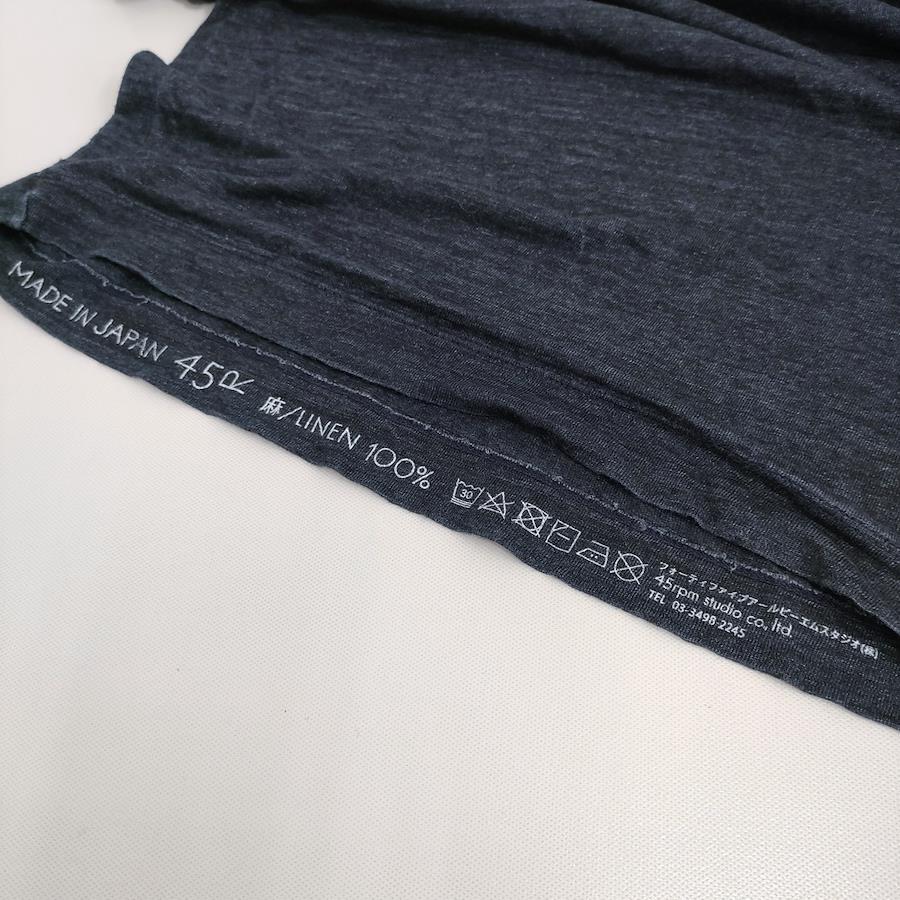 MADE IN JAPAN 45R 麻/LINEN 100%
30
フォーティファイブアールピーエムスタジオ(株)
45rpm studio co., ltd.
TEL 03-3498-2245